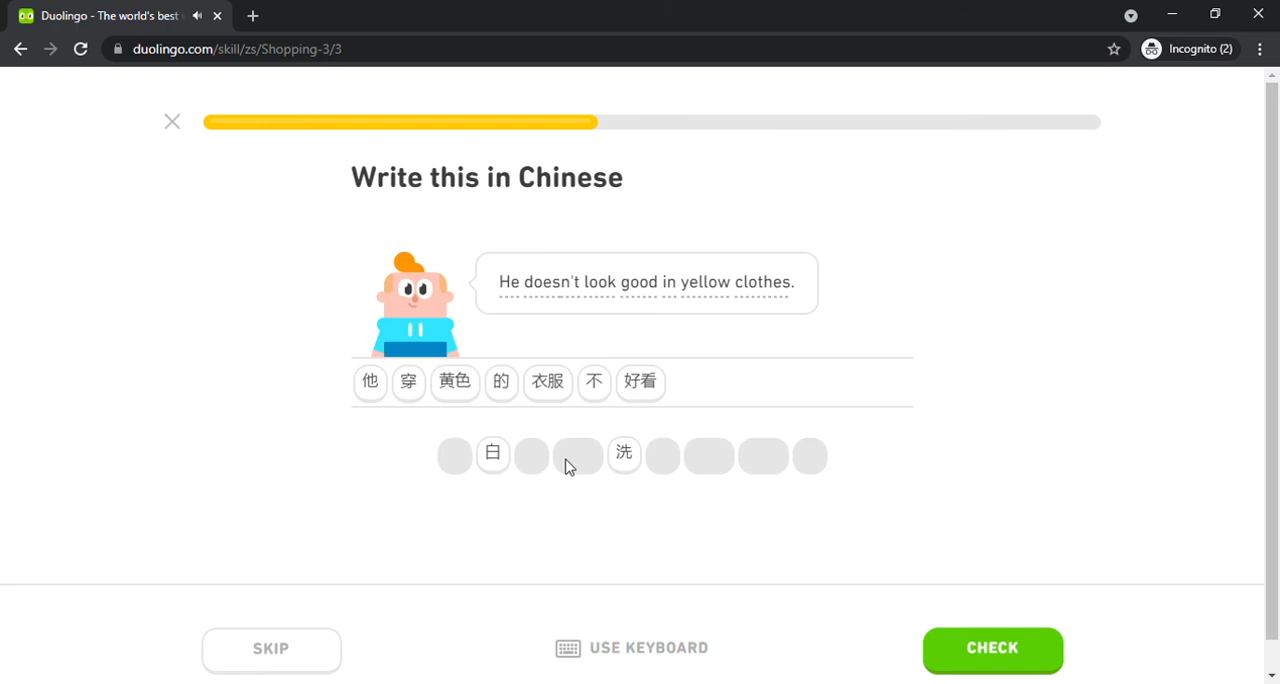 Duolingo - The world's best
duolingo.com/skill/zs/Shopping-3/3
Incognito (2)
Write this in Chinese
He doesn't look good in yellow clothes.
他 穿 黄色 的 衣服 不 好看
白 洗
SKIP
USE KEYBOARD
CHECK